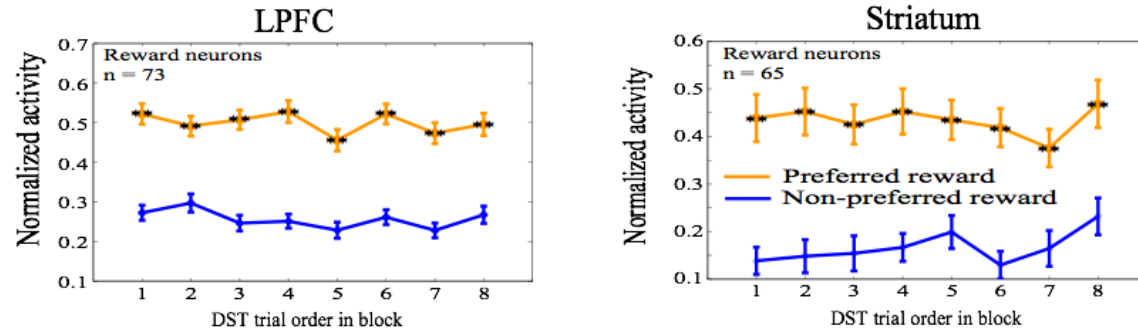 LPFC
Normalized activity
0.7
0.6
0.5
0.4
0.3
0.2
0.1
Reward neurons
n = 73
1 2 3 4 5 6 7 8
DST trial order in block
Striatum
Normalized activity
0.6
0.5
0.4
0.3
0.2
0.1
Reward neurons
n = 65
Preferred reward
Non-preferred reward
1 2 3 4 5 6 7 8
DST trial order in block